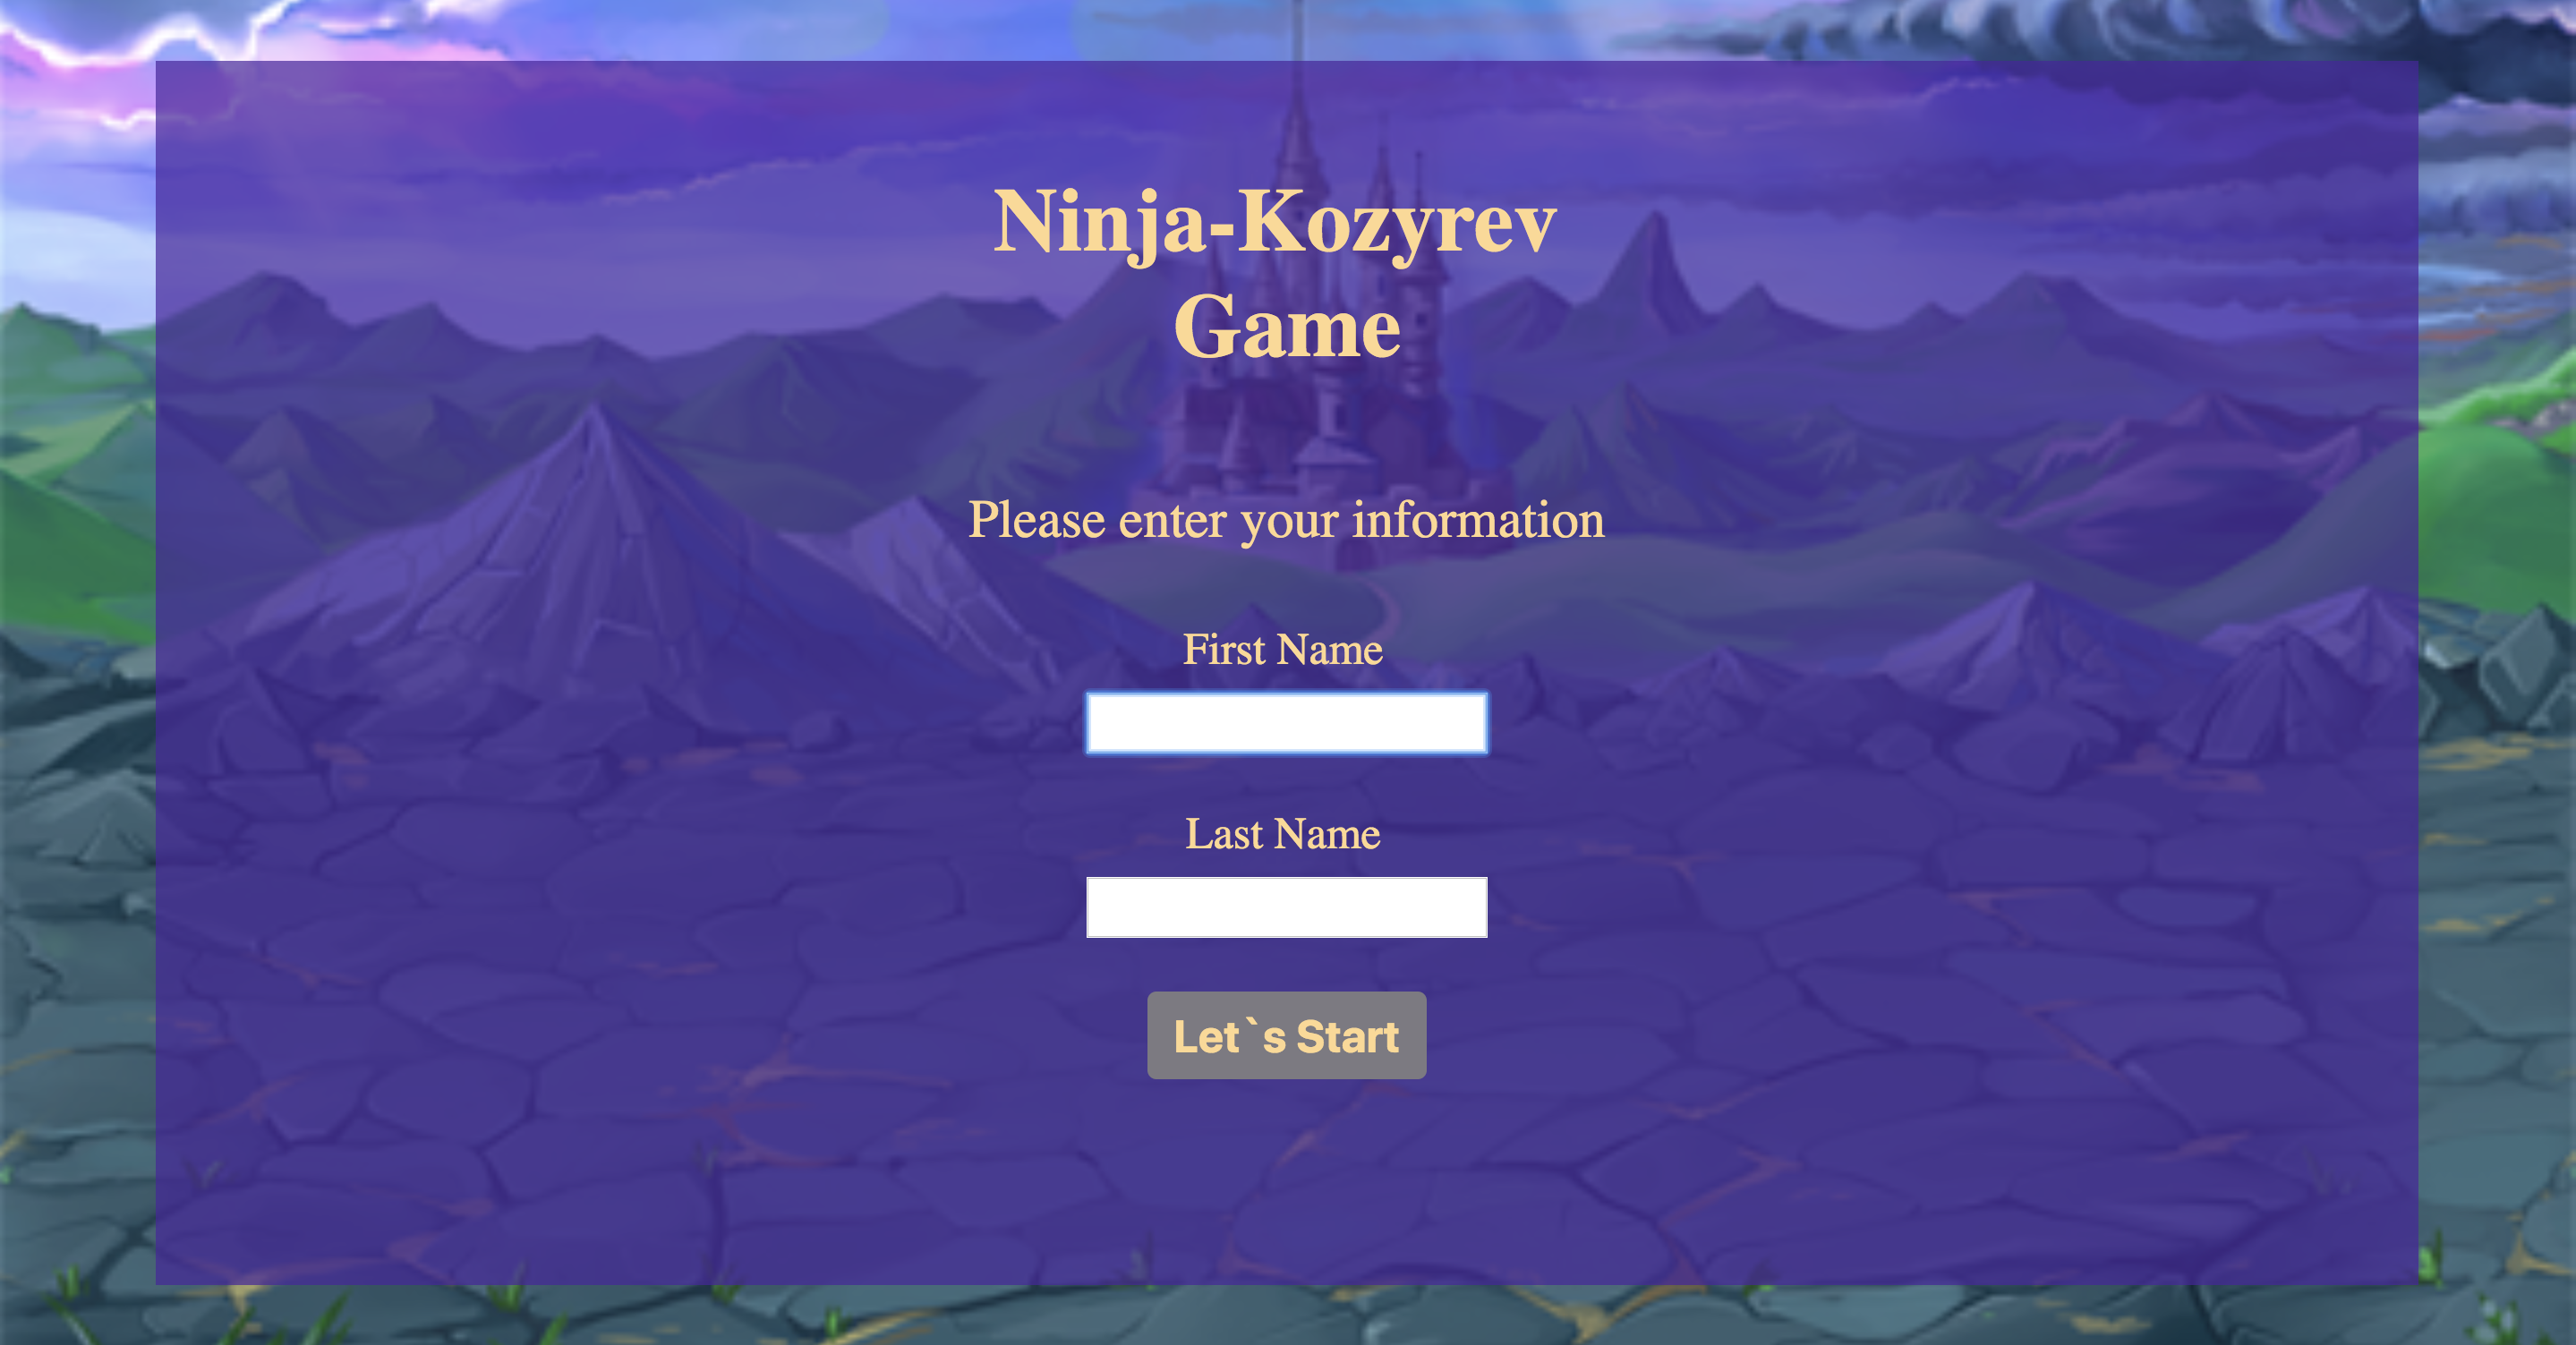 Ninja-Kozyrev
Game
Please enter your information
First Name
Last Name
Let`s Start